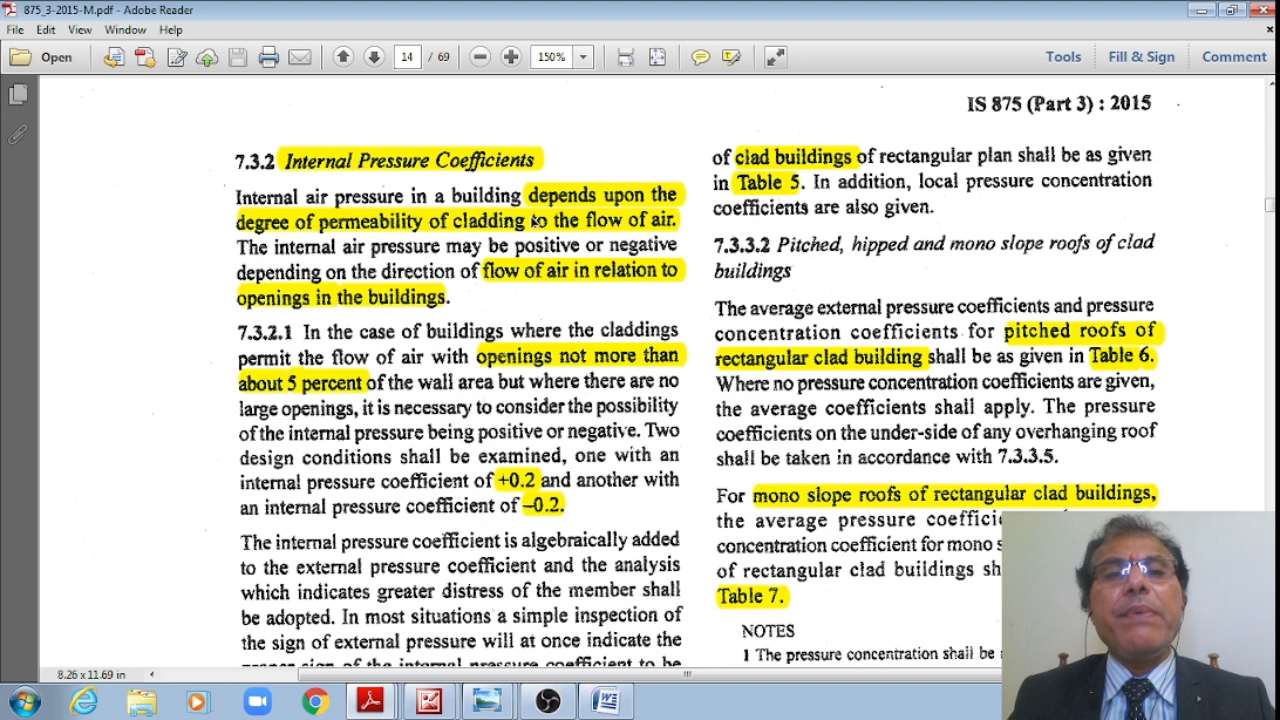 875_3-2015-M.pdf - Adobe Reader
File Edit View Window Help
Open 14 / 69 150% Tools Fill & Sign Comment
IS 875 (Part 3) : 2015
7.3.2 Internal Pressure Coefficients
Internal air pressure in a building depends upon the
degree of permeability of cladding to the flow of air.
The internal air pressure may be positive or negative
depending on the direction of flow of air in relation to
openings in the buildings.
7.3.2.1 In the case of buildings where the claddings
permit the flow of air with openings not more than
about 5 percent of the wall area but where there are no
large openings, it is necessary to consider the possibility
of the internal pressure being positive or negative. Two
design conditions shall be examined, one with an
internal pressure coefficient of +0.2 and another with
an internal pressure coefficient of –0.2.
The internal pressure coefficient is algebraically added
to the external pressure coefficient and the analysis
which indicates greater distress of the member shall
be adopted. In most situations a simple inspection of
the sign of external pressure will at once indicate the
proper sign of the internal pressure coefficient to be
of clad buildings of rectangular plan shall be as given
in Table 5. In addition, local pressure concentration
coefficients are also given.
7.3.3.2 Pitched, hipped and mono slope roofs of clad
buildings
The average external pressure coefficients and pressure
concentration coefficients for pitched roofs of
rectangular clad building shall be as given in Table 6.
Where no pressure concentration coefficients are given,
the average coefficients shall apply. The pressure
coefficients on the under-side of any overhanging roof
shall be taken in accordance with 7.3.3.5.
For mono slope roofs of rectangular clad buildings,
the average pressure
concentration coefficient for mono
of rectangular clad buildings
Table 7.
NOTES
1 The pressure concentration shall be
8.26 x 11.69 in